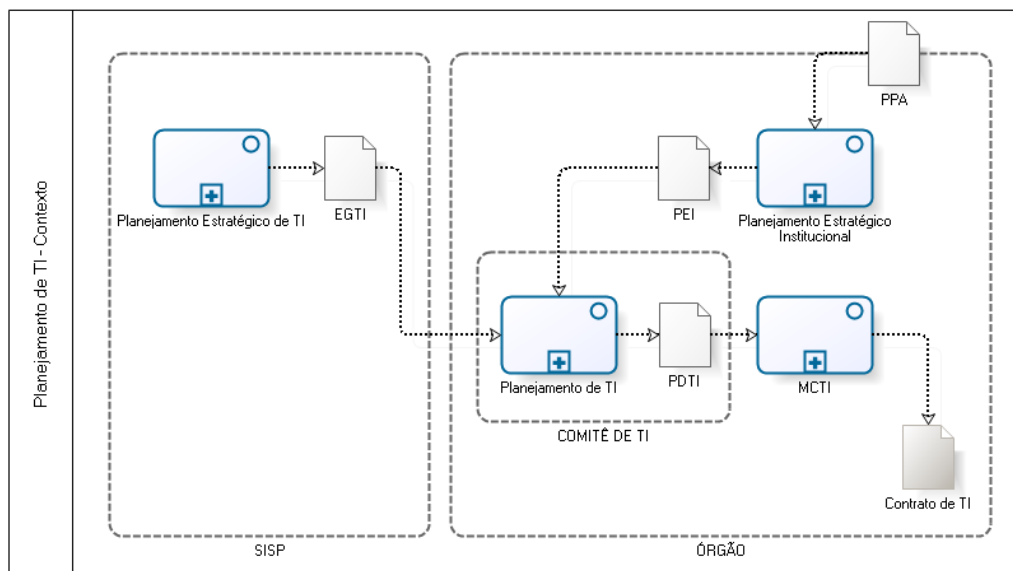 Planejamento de TI - Contexto
PPA
EGTI
PEI
Planejamento Estratégico de TI
Planejamento Estratégico
Institucional
Planejamento de TI
PDTI
MCTI
COMITÊ DE TI
Contrato de TI
SISP
ÓRGÃO